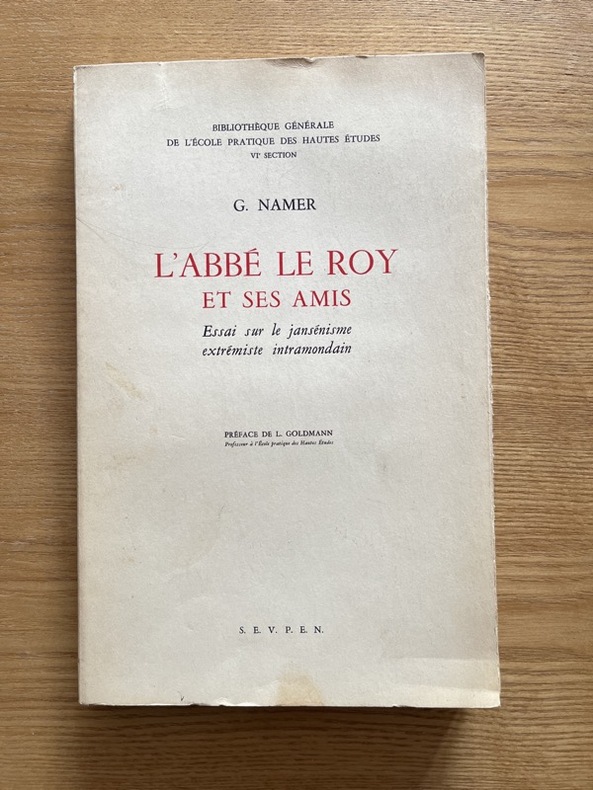 BIBLIOTHÈQUE GÉNÉRALE
DE L'ÉCOLE PRATIQUE DES HAUTES ÉTUDES
VIe SECTION
G. NAMER
L'ABBÉ LE ROY
ET SES AMIS
Essai sur le jansénisme
extrémiste intramondain
PRÉFACE DE L. GOLDMANN
Professeur à l'École pratique des Hautes Études
S. E. V. P. E. N.